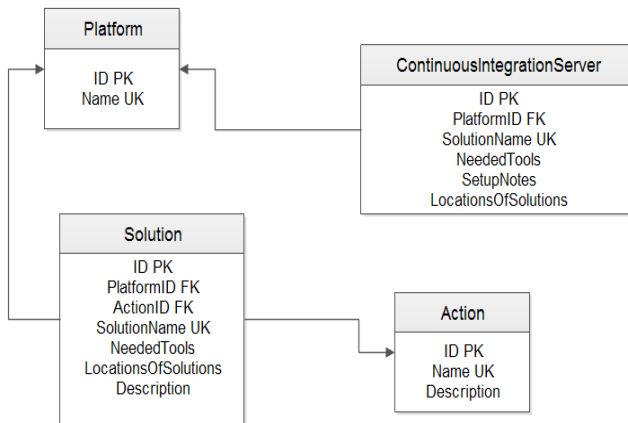 Platform
ID PK
Name UK
ContinuousIntegrationServer
ID PK
PlatformID FK
SolutionName UK
NeededTools
SetupNotes
LocationsOfSolutions
Solution
ID PK
PlatformID FK
ActionID FK
SolutionName UK
NeededTools
LocationsOfSolutions
Description
Action
ID PK
Name UK
Description